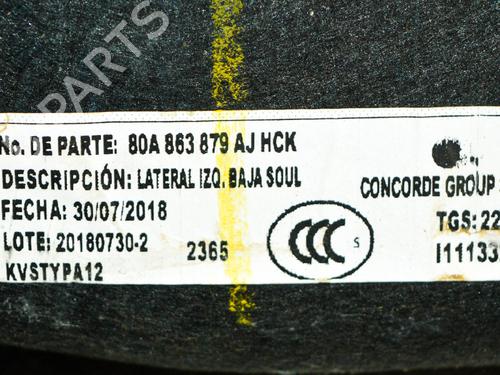 PARTS
No. DE PARTE: 80A 863 879 AJ HCK
DESCRIPCIÓN: LATERAL IZQ. BAJA SOUL
CONCORDE GROUP
FECHA: 30/07/2018
TGS: 22
LOTE: 20180730-2
2365
CCC S
I11133
KVSTYPA12